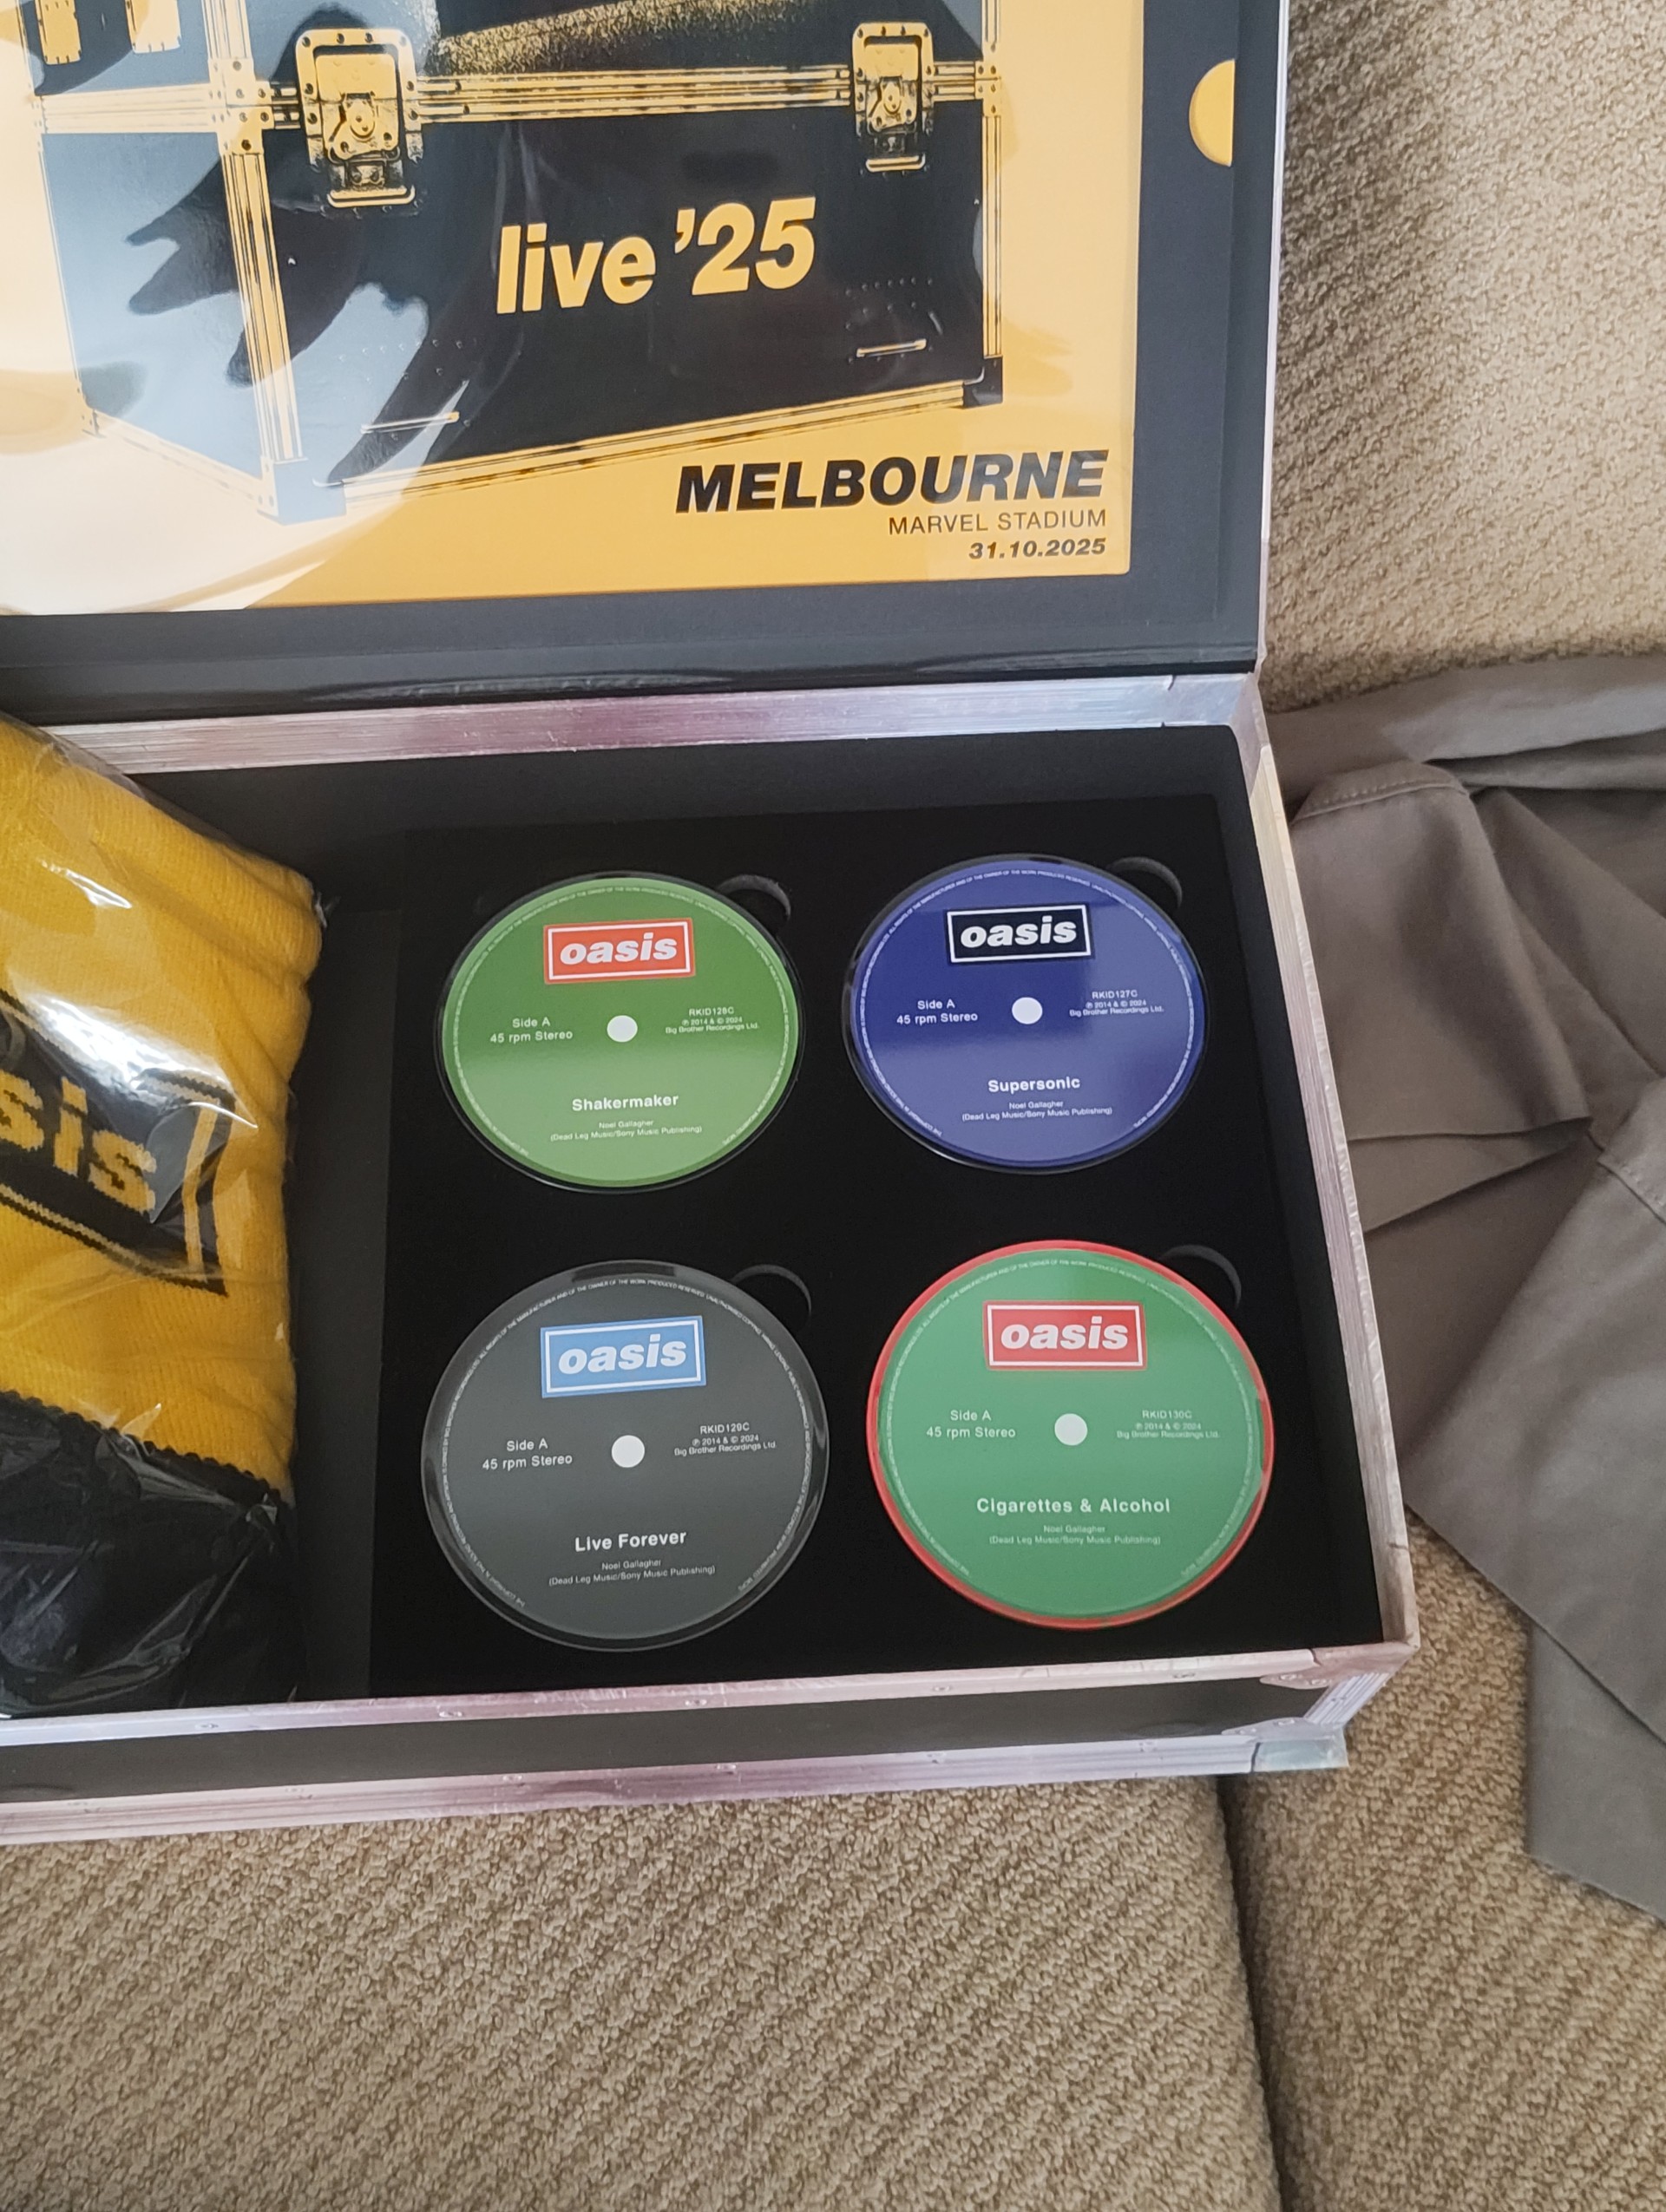 live '25
MELBOURNE
MARVEL STADIUM
31.10.2025
sis
oasis
Side A
45 rpm Stereo
RKID128C
℗ 2014 & © 2024
Big Brother Recordings Ltd.
Shakermaker
Noel Gallagher
(Dead Leg Music/Sony Music Publishing)
oasis
Side A
45 rpm Stereo
RKID127C
℗ 2014 & © 2024
Big Brother Recordings Ltd.
Supersonic
Noel Gallagher
(Dead Leg Music/Sony Music Publishing)
oasis
Side A
45 rpm Stereo
RKID129C
℗ 2014 & © 2024
Big Brother Recordings Ltd.
Live Forever
Noel Gallagher
(Dead Leg Music/Sony Music Publishing)
oasis
Side A
45 rpm Stereo
RKID130C
℗ 2014 & © 2024
Big Brother Recordings Ltd.
Cigarettes & Alcohol
Noel Gallagher
(Dead Leg Music/Sony Music Publishing)